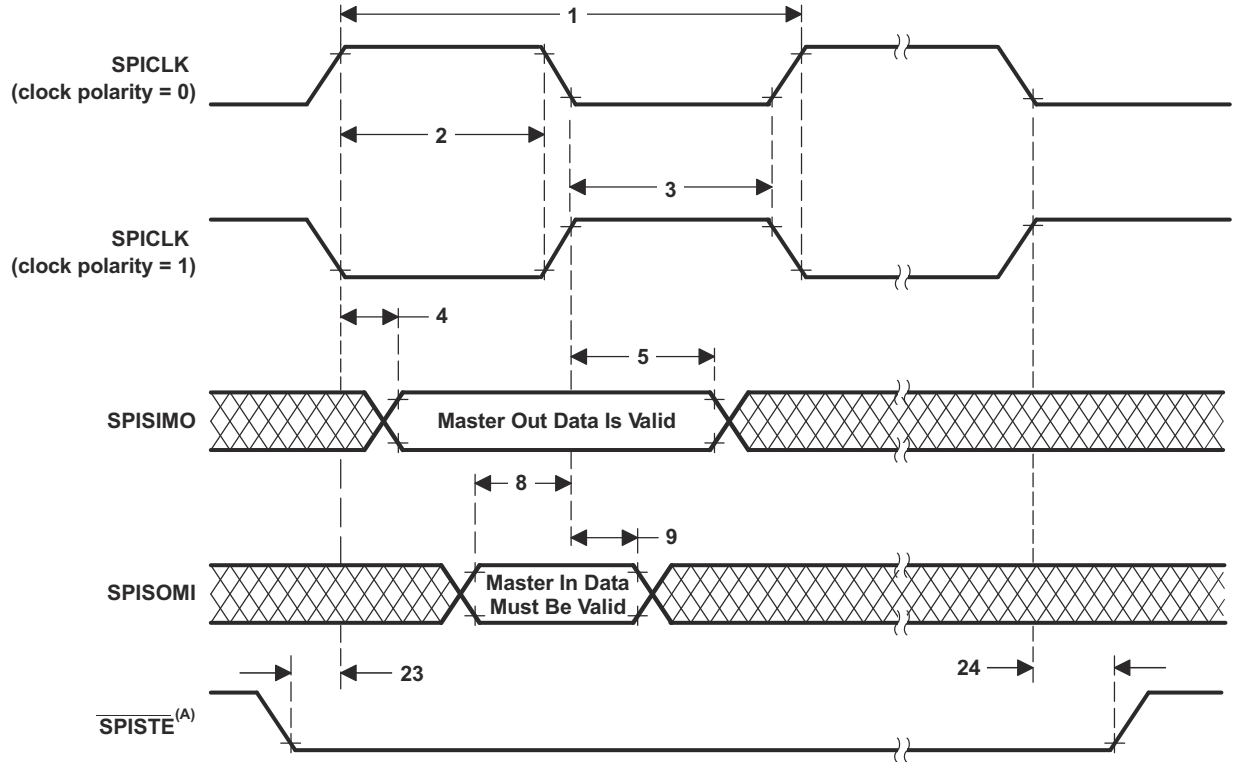 1
SPICLK
(clock polarity = 0)
2
3
SPICLK
(clock polarity = 1)
4
5
SPISIMO
Master Out Data Is Valid
8
9
SPISOMI
Master In Data
Must Be Valid
23
24
SPISTE(A)